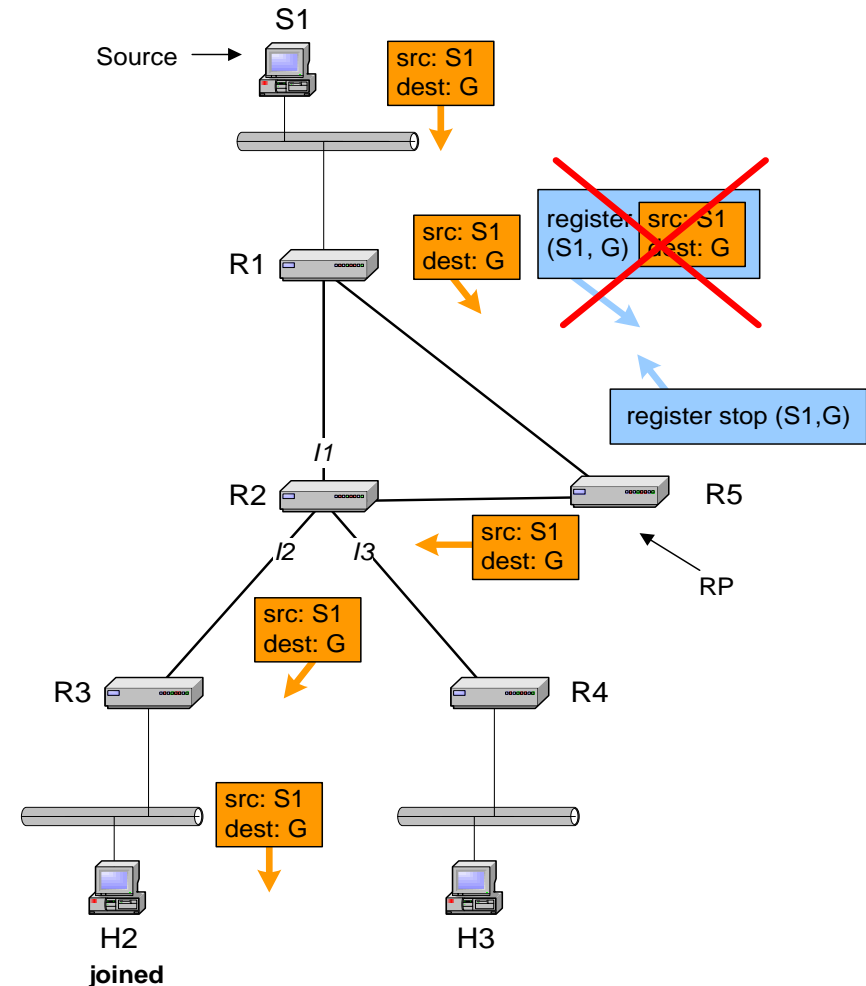 S1
Source
src: S1
dest: G
register
(S1, G)
src: S1
dest: G
src: S1
dest: G
R1
register stop (S1,G)
I1
R2
R5
src: S1
dest: G
I2
I3
RP
src: S1
dest: G
R3
R4
src: S1
dest: G
H2
joined
H3